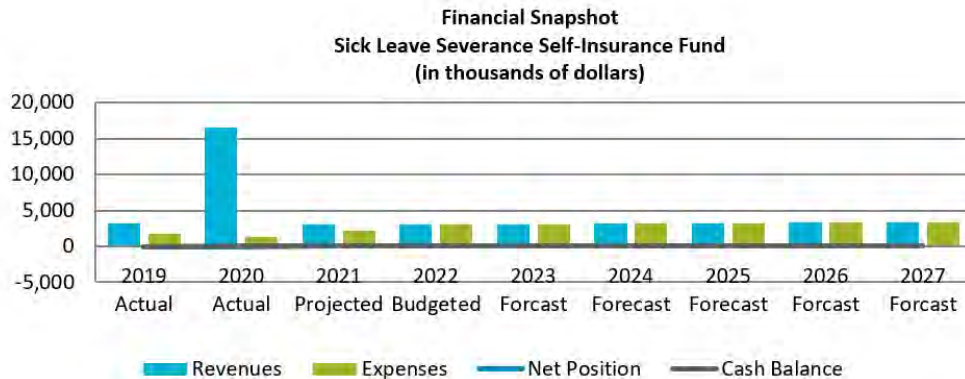 Financial Snapshot
Sick Leave Severance Self-Insurance Fund
(in thousands of dollars)
20,000
15,000
10,000
5,000
0
-5,000
2019 2020 2021 2022 2023 2024 2025 2026 2027
Actual Actual Projected Budgeted Forcast Forecast Forecast Forcast Forcast
Revenues Expenses Net Position Cash Balance